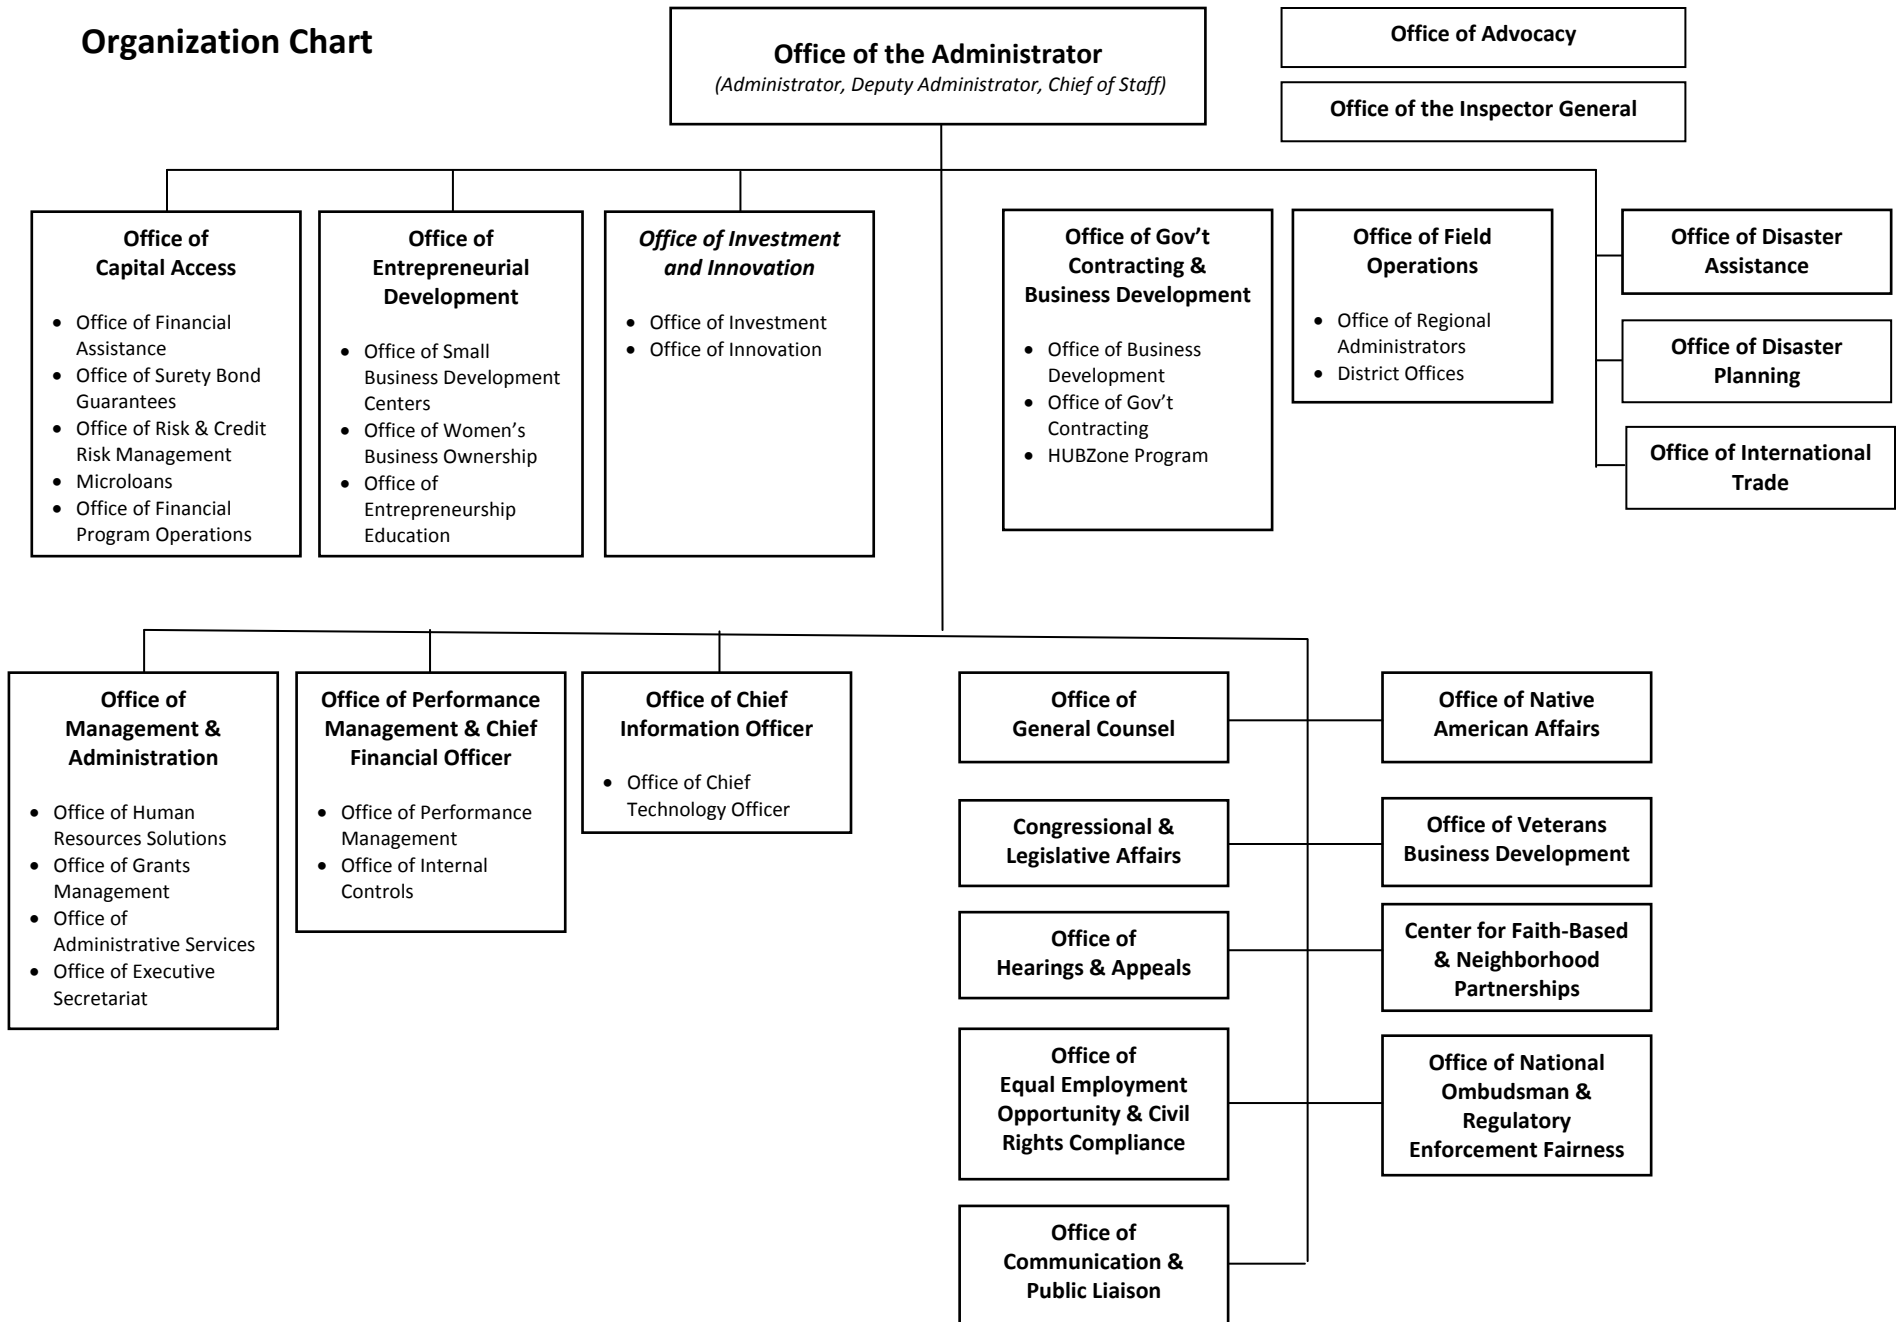 Organization Chart
Office of the Administrator
(Administrator, Deputy Administrator, Chief of Staff)
Office of Advocacy
Office of the Inspector General
Office of
Capital Access
• Office of Financial
Assistance
• Office of Surety Bond
Guarantees
• Office of Risk & Credit
Risk Management
• Microloans
• Office of Financial
Program Operations
Office of
Entrepreneurial
Development
• Office of Small
Business Development
Centers
• Office of Women’s
Business Ownership
• Office of
Entrepreneurship
Education
Office of Investment
and Innovation
• Office of Investment
• Office of Innovation
Office of Gov’t
Contracting &
Business Development
• Office of Business
Development
• Office of Gov’t
Contracting
• HUBZone Program
Office of Field
Operations
• Office of Regional
Administrators
• District Offices
Office of Disaster
Assistance
Office of Disaster
Planning
Office of International
Trade
Office of
Management &
Administration
• Office of Human
Resources Solutions
• Office of Grants
Management
• Office of
Administrative Services
• Office of Executive
Secretariat
Office of Performance
Management & Chief
Financial Officer
• Office of Performance
Management
• Office of Internal
Controls
Office of Chief
Information Officer
• Office of Chief
Technology Officer
Office of
General Counsel
Office of Native
American Affairs
Congressional &
Legislative Affairs
Office of Veterans
Business Development
Office of
Hearings & Appeals
Center for Faith-Based
& Neighborhood
Partnerships
Office of
Equal Employment
Opportunity & Civil
Rights Compliance
Office of National
Ombudsman &
Regulatory
Enforcement Fairness
Office of
Communication &
Public Liaison